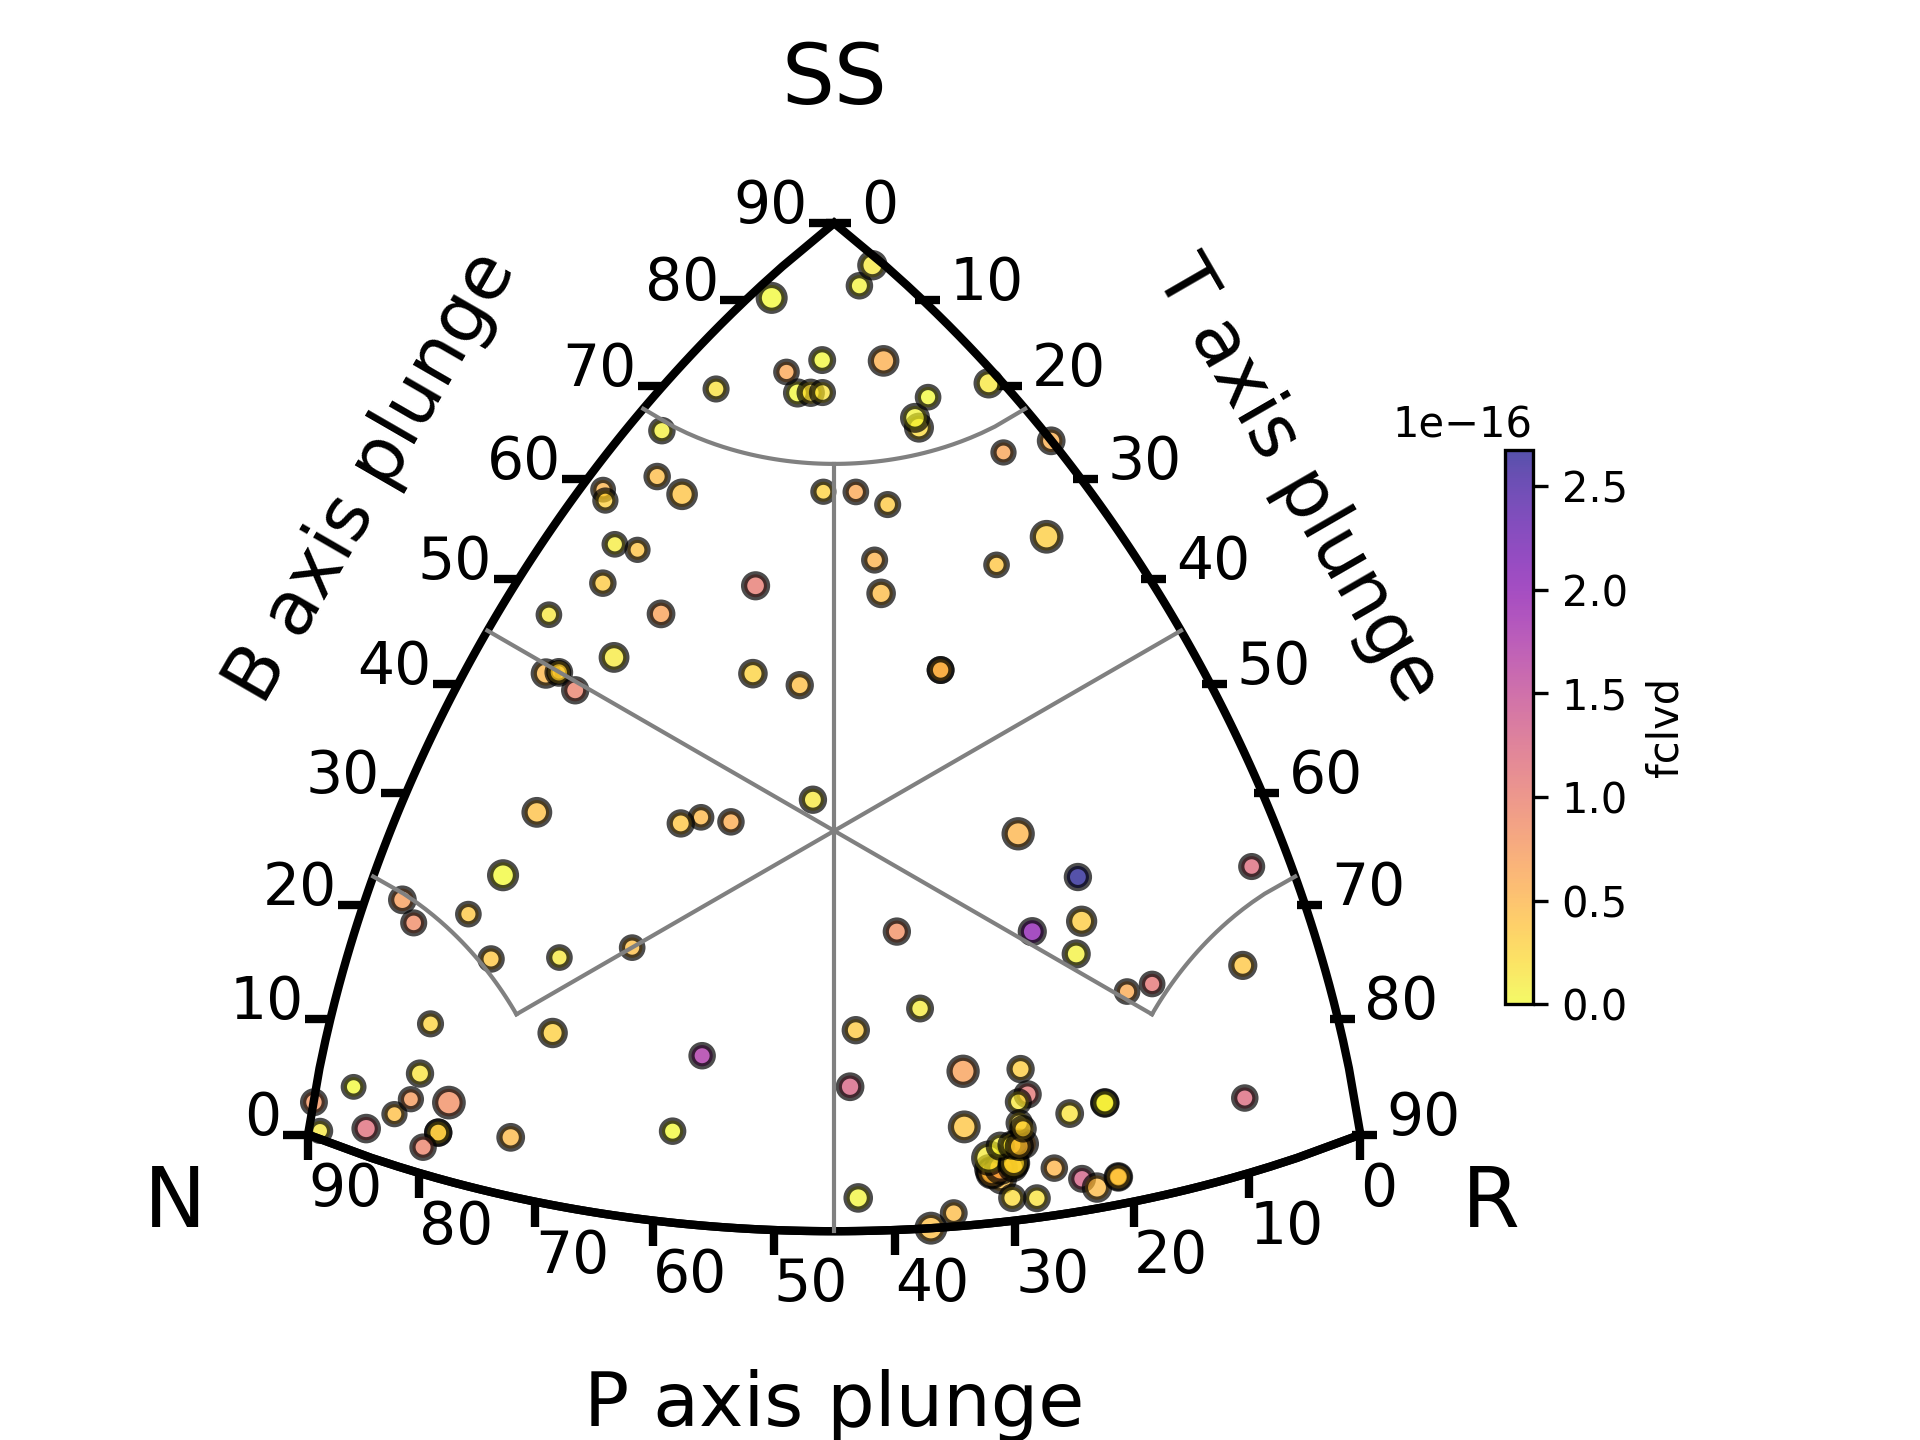 SS
90 0
80 10
70 20
60 30
50 40
40 50
30 60
20 70
10 80
0 90
B axis plunge
T axis plunge
N
R
90 80 70 60 50 40 30 20 10 0
P axis plunge
1e−16
2.5
2.0
1.5
1.0
0.5
0.0
fclvd